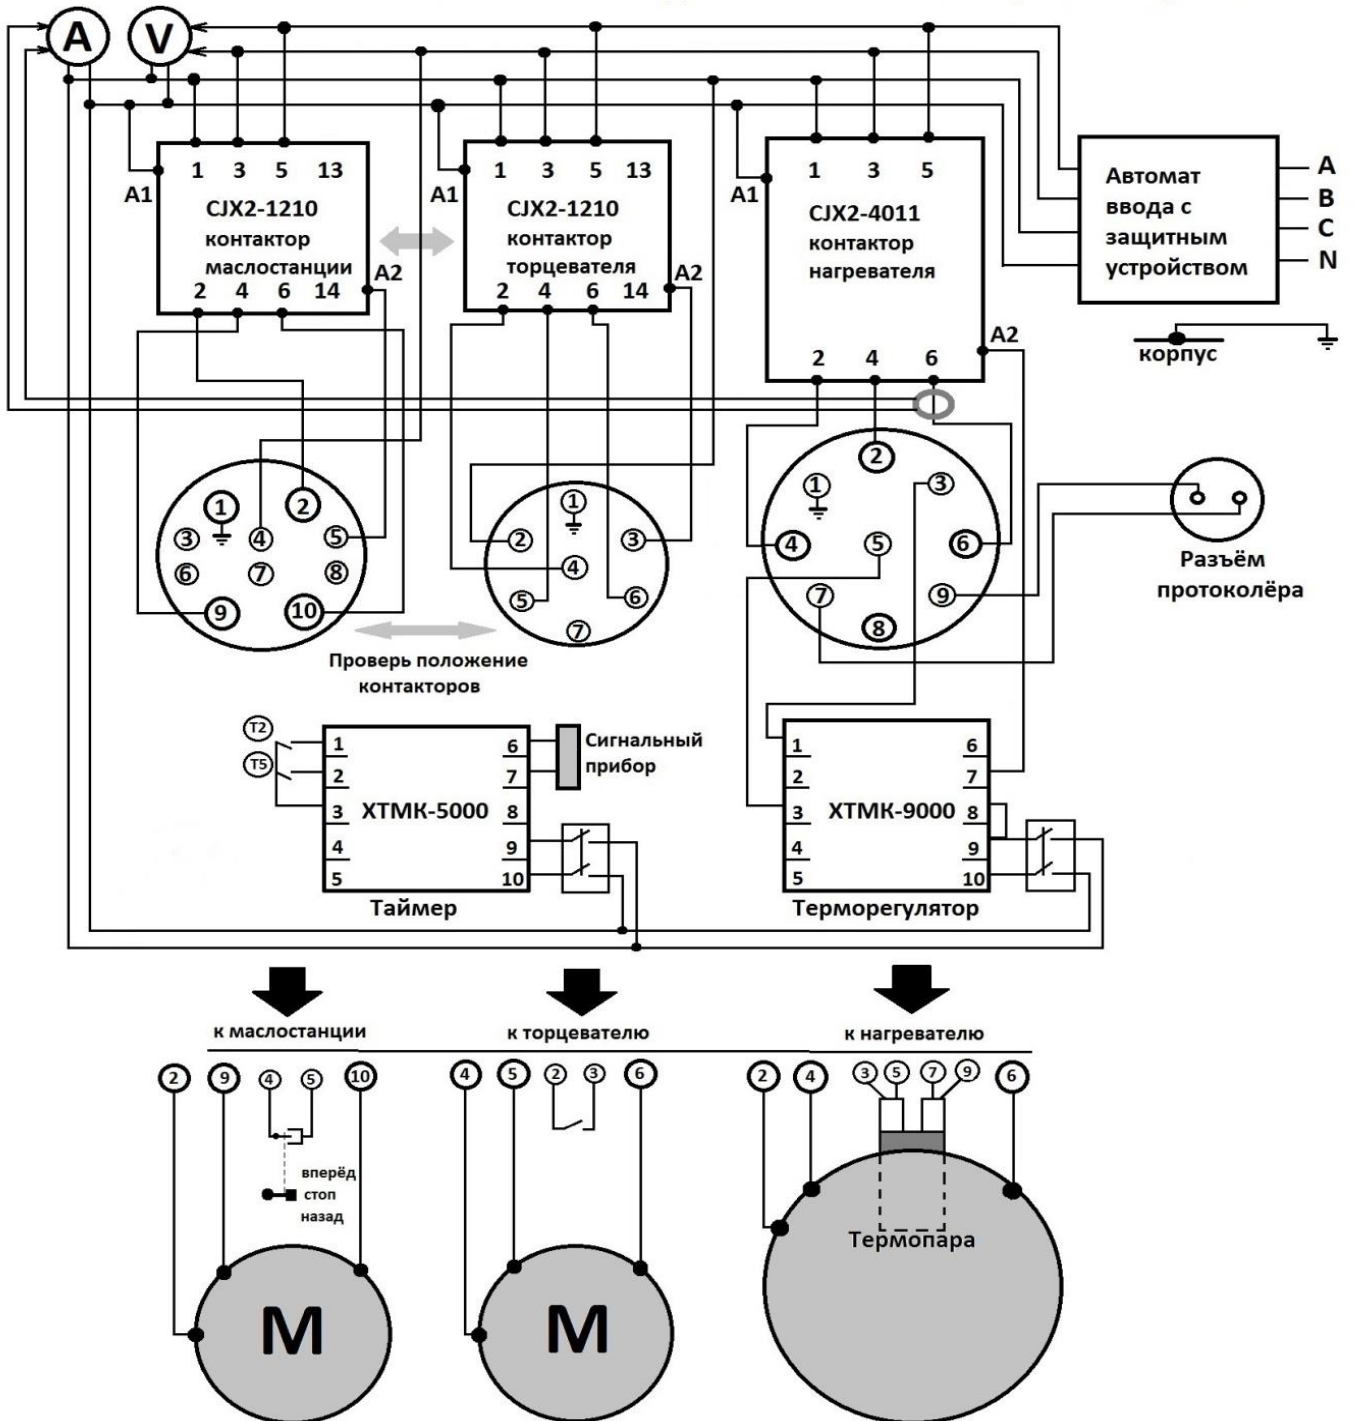 A
V
1 3 5 13
A1
CJX2-1210
контактор
маслостанции
A2
2 4 6 14
1 3 5 13
A1
CJX2-1210
контактор
торцевателя
A2
2 4 6 14
1 3 5
A1
CJX2-4011
контактор
нагревателя
A2
2 4 6
Автомат
ввода с
защитным
устройством
A
B
C
N
корпус
1 2
3 4 5
6 7 8
9 10
1
2 3
4
5 6
7
2
1 3
4 5 6
7 9
8
Разъём
протоколёра
Проверь положение
контакторов
T2
T5
1 6
2 7
3 ХТМК-5000 8
4 9
5 10
Таймер
Сигнальный
прибор
1 6
2 7
3 ХТМК-9000 8
4 9
5 10
Терморегулятор
к маслостанции
к торцевателю
к нагревателю
2 9 4 5 10
4 5 2 3 6
2 4 3 5 7 9 6
вперёд
стоп
назад
Термопара
M
M